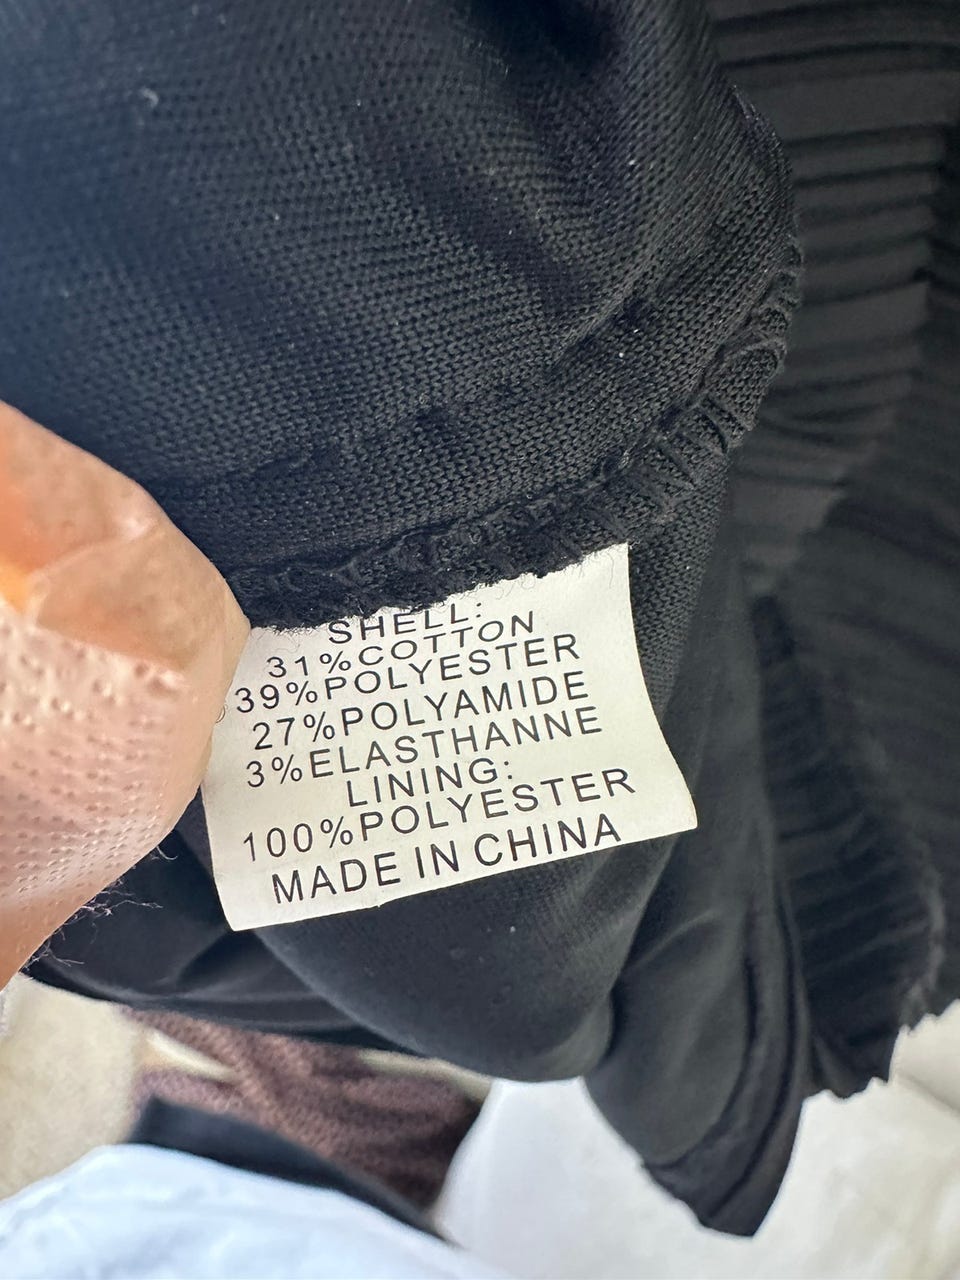 SHELL:
31%COTTON
39%POLYESTER
27%POLYAMIDE
3%ELASTHANNE
LINING:
100%POLYESTER
MADE IN CHINA